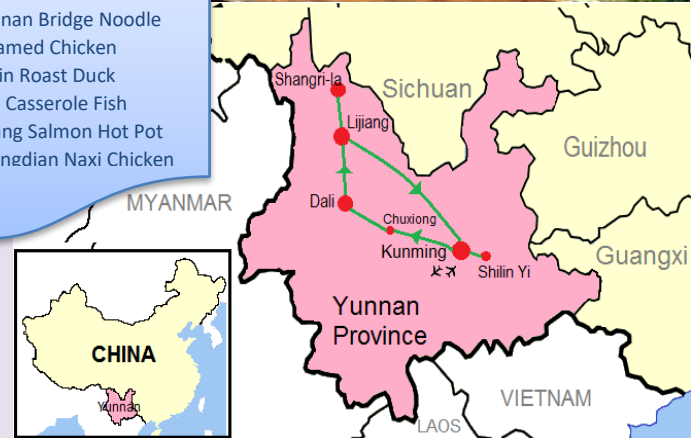 nan Bridge Noodle
amed Chicken
in Roast Duck
Casserole Fish
ang Salmon Hot Pot
ngdian Naxi Chicken
Shangri-la
Sichuan
Lijiang
Guizhou
MYANMAR
Dali
Chuxiong
Kunming
Shilin Yi
Guangxi
Yunnan
Province
CHINA
Yunnan
VIETNAM
LAOS